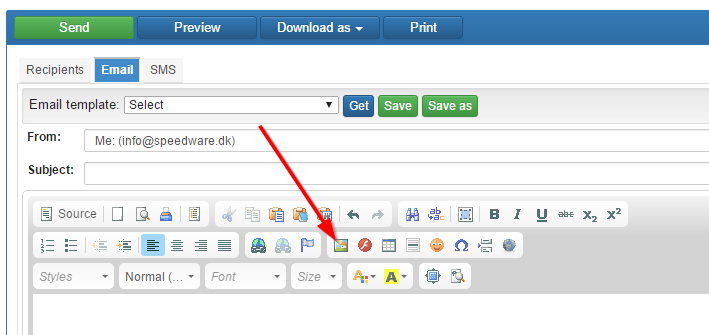 Send Preview Download as Print
Recipients Email SMS
Email template: Select Get Save Save as
From: Me: (info@speedware.dk)
Subject:
Source B I U abc X₂ X²
A
Styles Normal (... Font Size A A